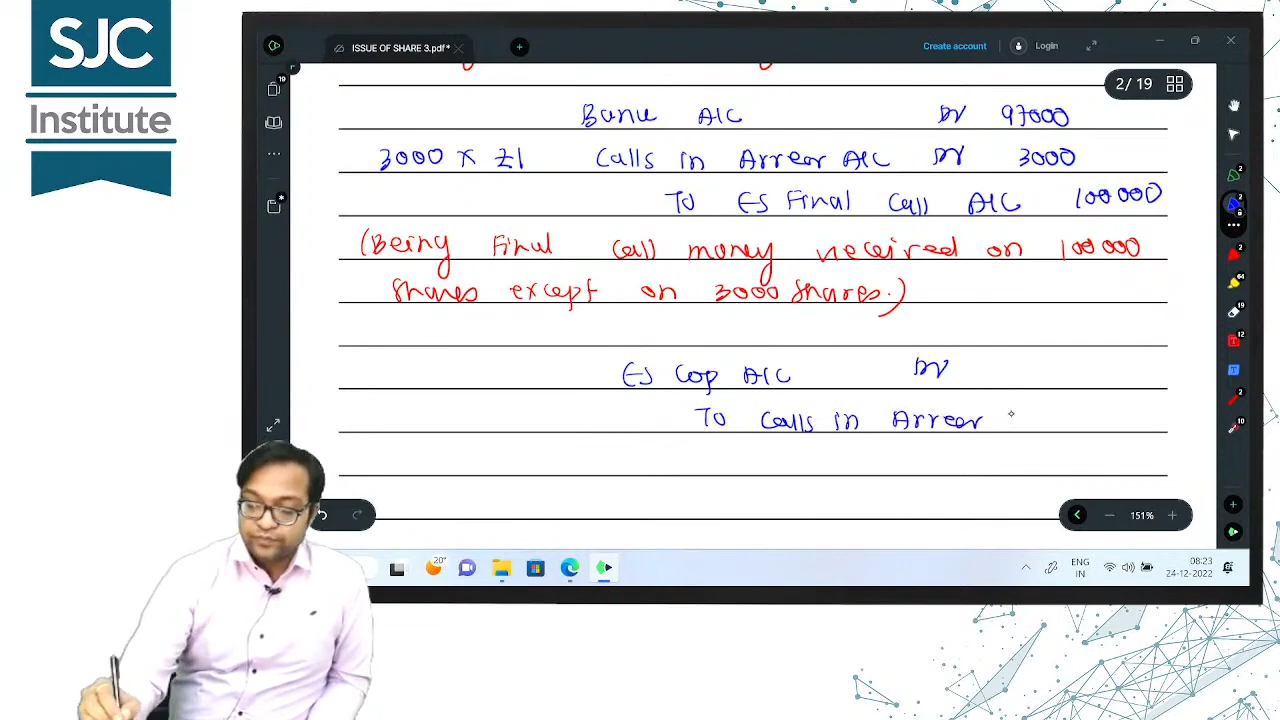 SJC
Institute
ISSUE OF SHARE 3.pdf*
Create account
Login
2/19
Bank A/C Dr 97000
3000 x ₹1 Calls in Arrear A/C Dr 3000
To ES Final Call A/C 100000
(Being Final Call money received on 100000
Shares except on 3000 Shares.)
ES Cap A/C Dr
To Calls in Arrear
151%
20°
ENG
IN
08:23
24-12-2022